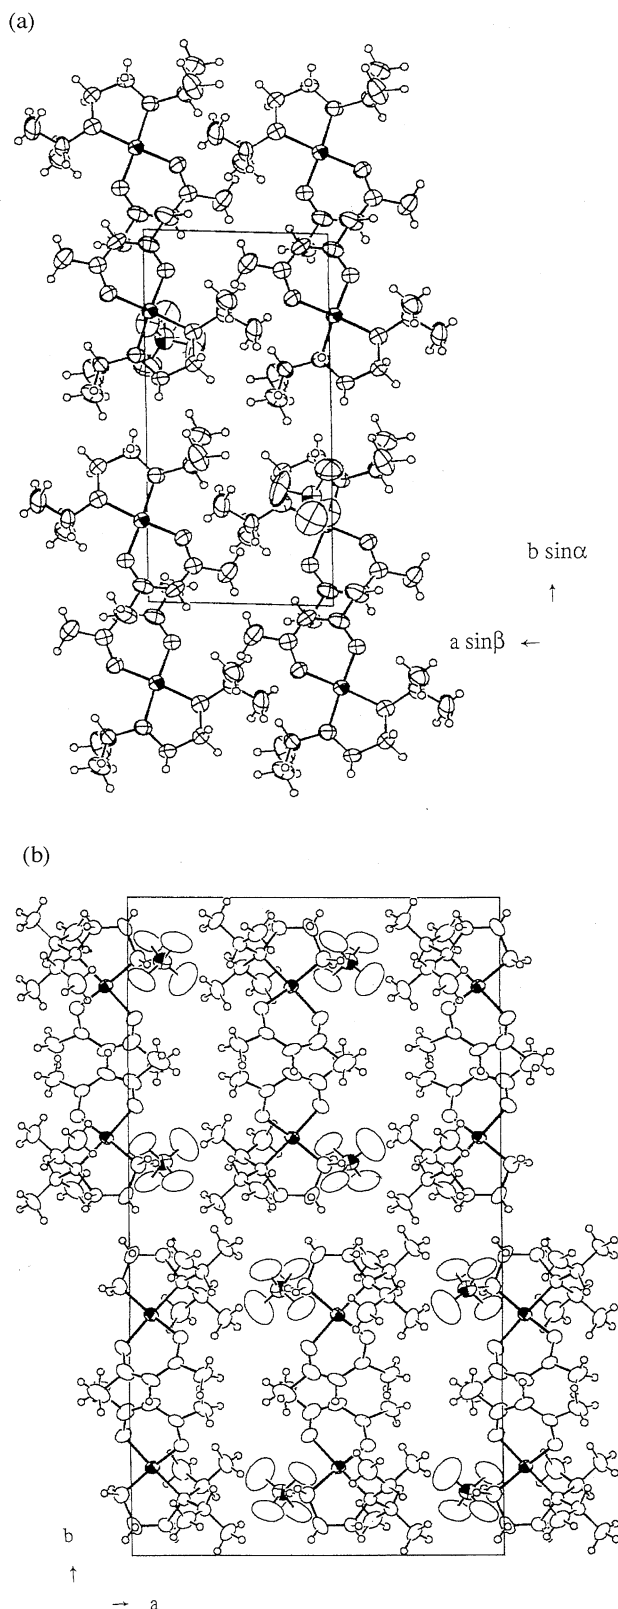 (a)
b sinα
↑
a sinβ ←
(b)
b
↑
→ a